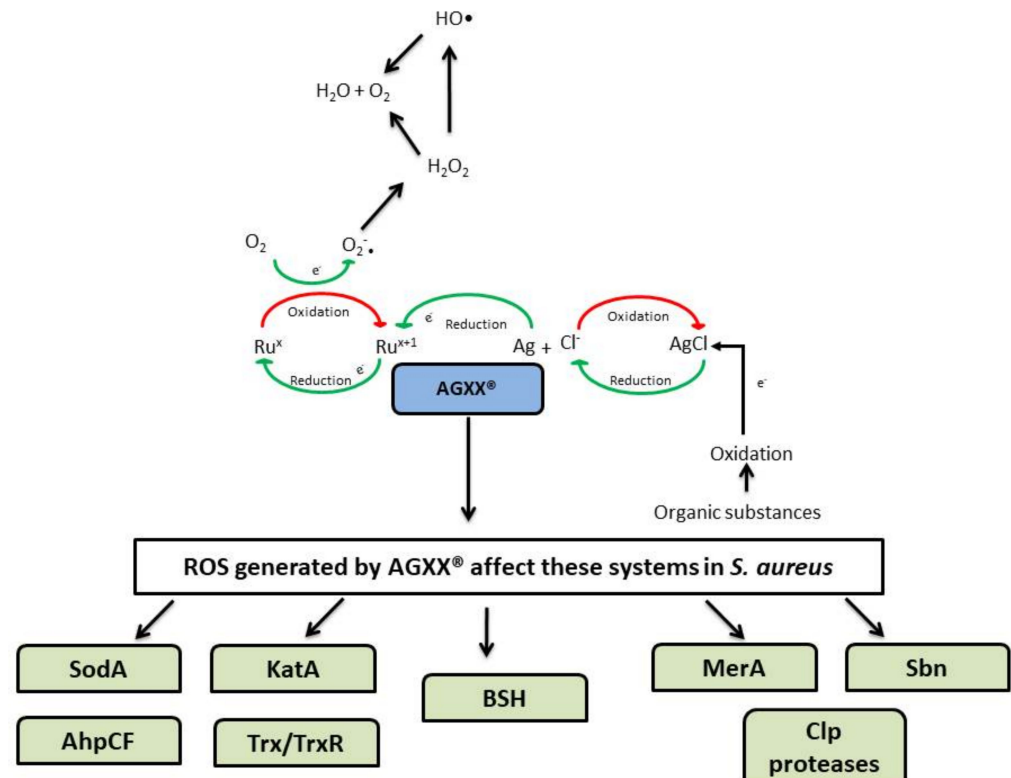 HO•
H₂O + O₂
H₂O₂
O₂
O₂⁻•
e⁻
Oxidation
Oxidation
e⁻
Reduction
Ruˣ
Ruˣ⁺¹
Ag + Cl⁻
AgCl
Reduction
e⁻
Reduction
e⁻
AGXX®
Oxidation
Organic substances
ROS generated by AGXX® affect these systems in S. aureus
SodA
KatA
MerA
Sbn
BSH
AhpCF
Trx/TrxR
Clp
proteases